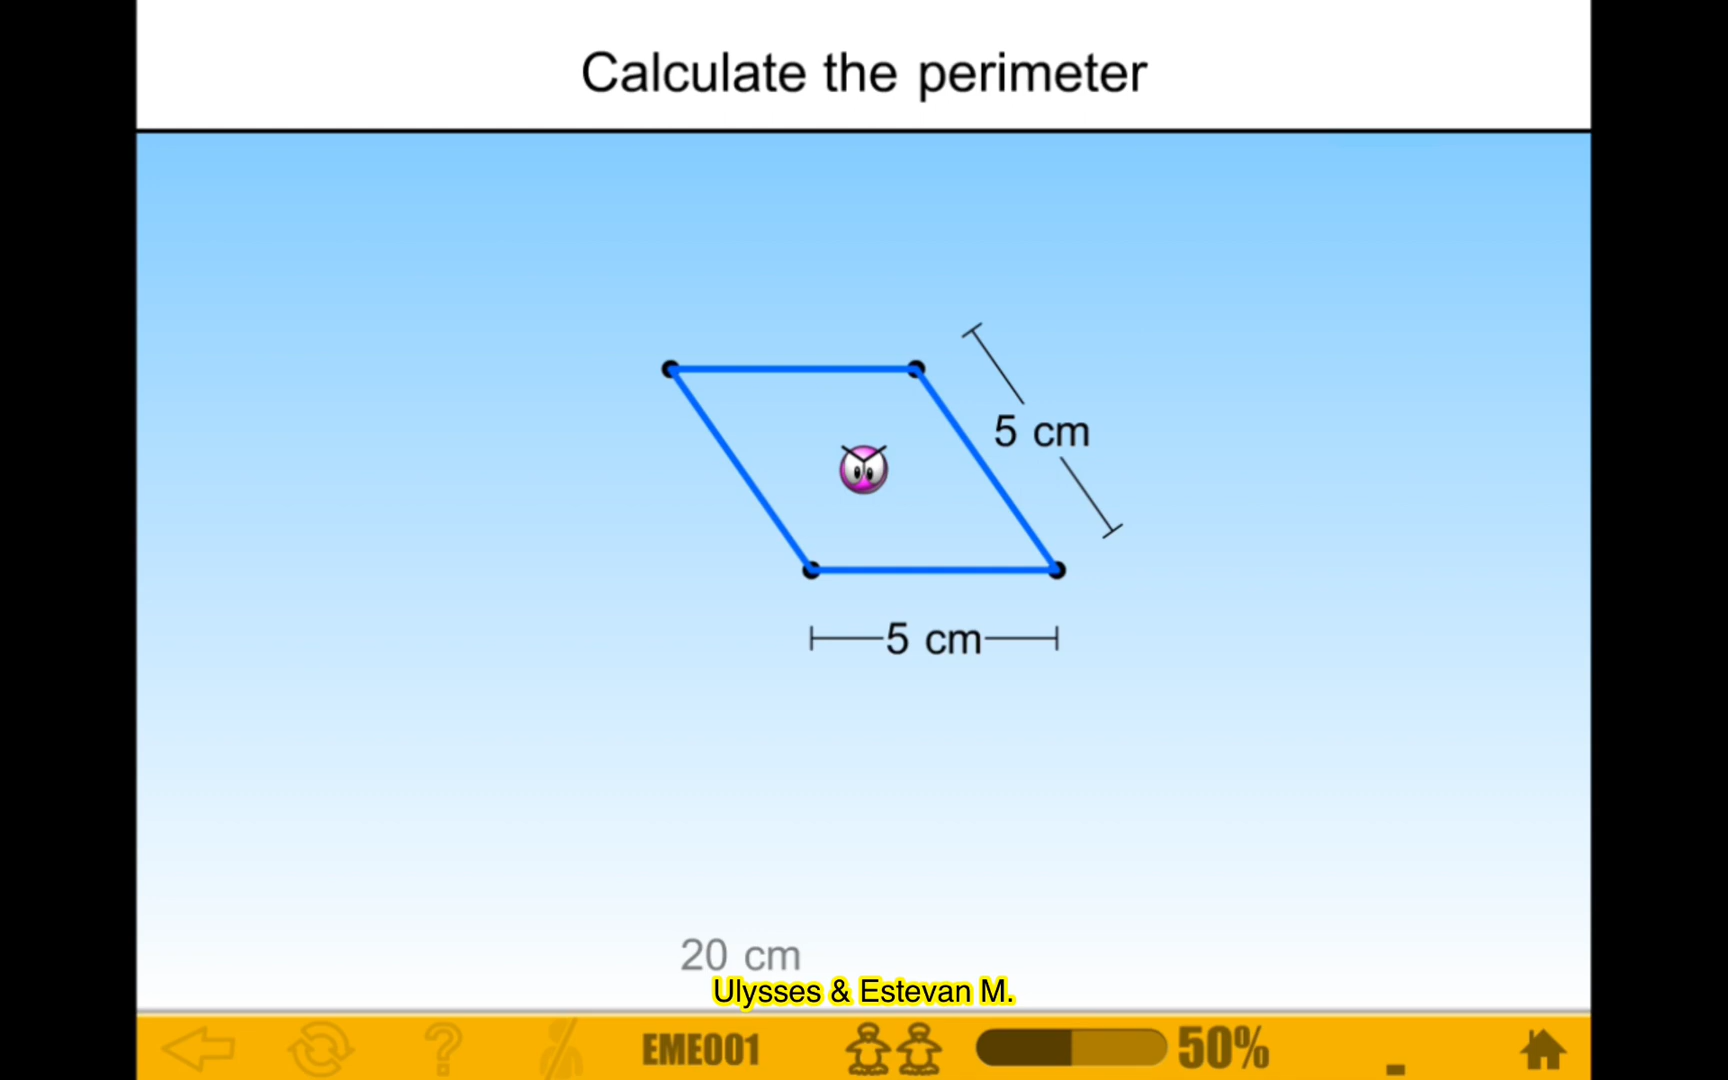 Calculate the perimeter
5 cm
5 cm
20 cm
Ulysses & Estevan M.
EME001
50%